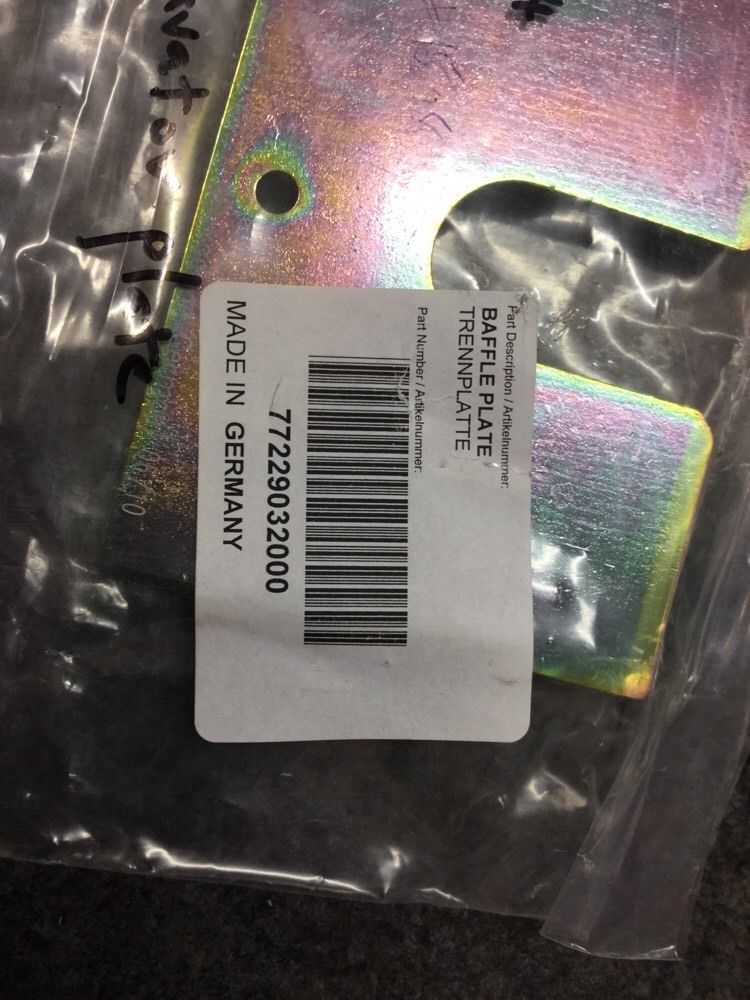 Part Description / Artikelnummer:
BAFFLE PLATE
TRENNPLATTE
Part Number / Artikelnummer:
77229032000
MADE IN GERMANY
plate